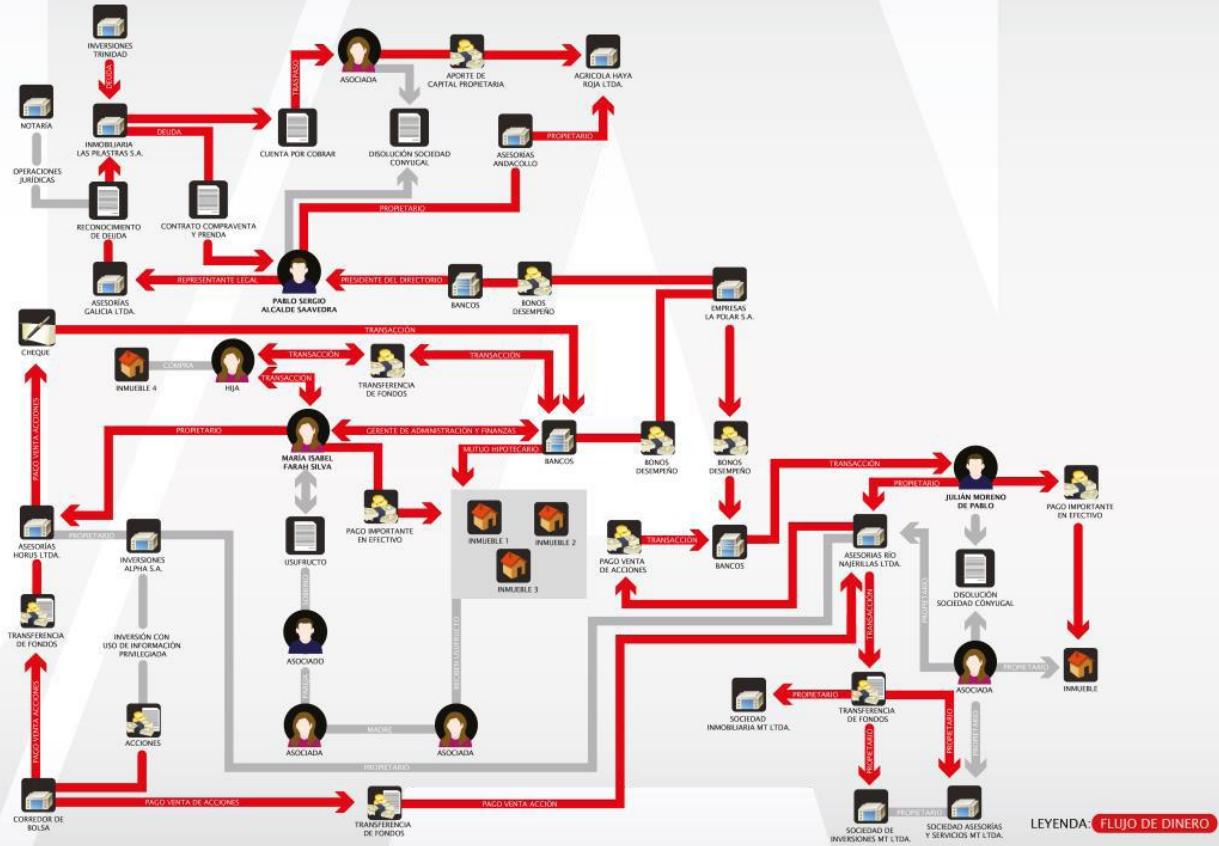 INVERSIONES
TRINIDAD
DEUDA
NOTARÍA
INMOBILIARIA
LAS PILASTRAS S.A.
DEUDA
TRASPASO
ASOCIADA
APORTE DE
CAPITAL PROPIETARIA
AGRICOLA HAYA
ROJA LTDA.
CUENTA POR COBRAR
DISOLUCIÓN SOCIEDAD
CONYUGAL
ASESORIAS
ANDACOLLO
PROPIETARIO
OPERACIONES
JURÍDICAS
RECONOCIMIENTO
DE DEUDA
CONTRATO COMPRAVENTA
Y PRENDA
PROPIETARIO
ASESORÍAS
GALICIA LTDA.
REPRESENTANTE LEGAL
PABLO SERGIO
ALCALDE SAAVEDRA
PRESIDENTE DEL DIRECTORIO
BANCOS
BONOS
DESEMPEÑO
EMPRESAS
LA POLAR S.A.
CHEQUE
TRANSACCIÓN
INMUEBLE 4
COMPRA
HIJA
TRANSACCIÓN
TRANSFERENCIA
DE FONDOS
TRANSACCIÓN
TRANSACCIÓN
PROPIETARIO
MARÍA ISABEL
FARAH SILVA
GERENTE DE ADMINISTRACIÓN Y FINANZAS
MUTUO HIPOTECARIO
BANCOS
BONOS
DESEMPEÑO
BONOS
DESEMPEÑO
PAGO VENTA ACCIONES
PAGO IMPORTANTE
EN EFECTIVO
INMUEBLE 1
INMUEBLE 2
INMUEBLE 3
TRANSACCIÓN
JULIÁN MORENO
DE PABLO
PROPIETARIO
PAGO IMPORTANTE
EN EFECTIVO
ASESORÍAS
HORUS LTDA.
PROPIETARIO
INVERSIONES
ALPHA S.A.
USUFRUCTO
PAGO VENTA
DE ACCIONES
TRANSACCIÓN
BANCOS
ASESORIAS RÍO
NAJERILLAS LTDA.
DISOLUCIÓN
SOCIEDAD CONYUGAL
TRANSFERENCIA
DE FONDOS
INVERSIÓN CON
USO DE INFORMACIÓN
PRIVILEGIADA
SOBRINO
ASOCIADO
RECIBEN USUFRUCTO
PROPIETARIO
TRANSACCIÓN
ASOCIADA
PROPIETARIO
INMUEBLE
PAREJA
PAGO VENTA ACCIONES
ACCIONES
ASOCIADA
MADRE
ASOCIADA
SOCIEDAD
INMOBILIARIA MT LTDA.
PROPIETARIO
TRANSFERENCIA
DE FONDOS
PROPIETARIO
PROPIETARIO
PROPIETARIO
PROPIETARIO
CORREDOR DE
BOLSA
PAGO VENTA DE ACCIONES
TRANSFERENCIA
DE FONDOS
PAGO VENTA ACCIÓN
SOCIEDAD DE
INVERSIONES MT LTDA.
PROPIETARIO
SOCIEDAD ASESORÍAS
Y SERVICIOS MT LTDA.
LEYENDA: FLUJO DE DINERO